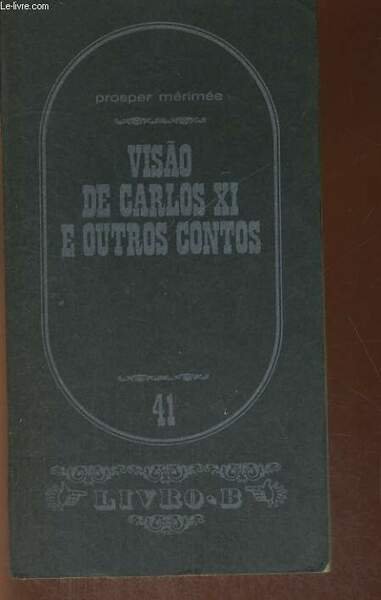 Le-livre.com
prosper mérimée
VISÃO
DE CARLOS XI
E OUTROS CONTOS
41
LIVRO·B